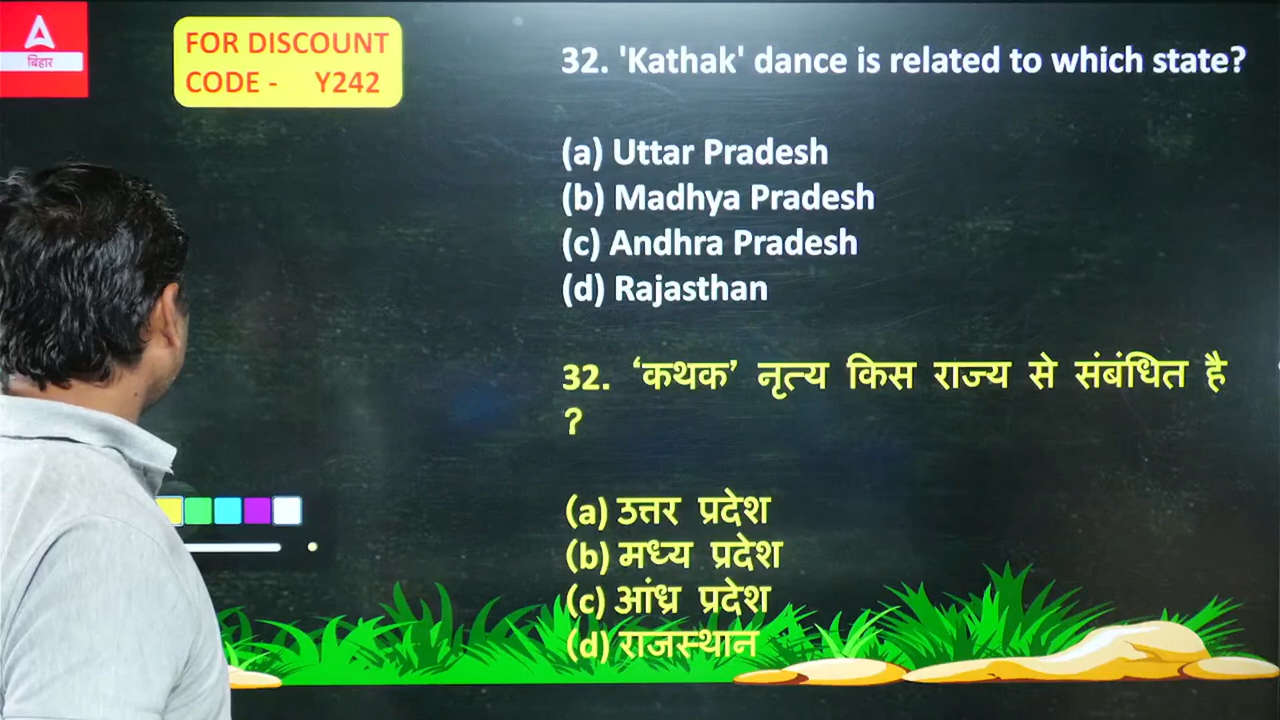 A
बिहार
FOR DISCOUNT
CODE - Y242
32. 'Kathak' dance is related to which state?
(a) Uttar Pradesh
(b) Madhya Pradesh
(c) Andhra Pradesh
(d) Rajasthan
32. ‘कथक’ नृत्य किस राज्य से संबंधित है
?
(a) उत्तर प्रदेश
(b) मध्य प्रदेश
(c) आंध्र प्रदेश
(d) राजस्थान